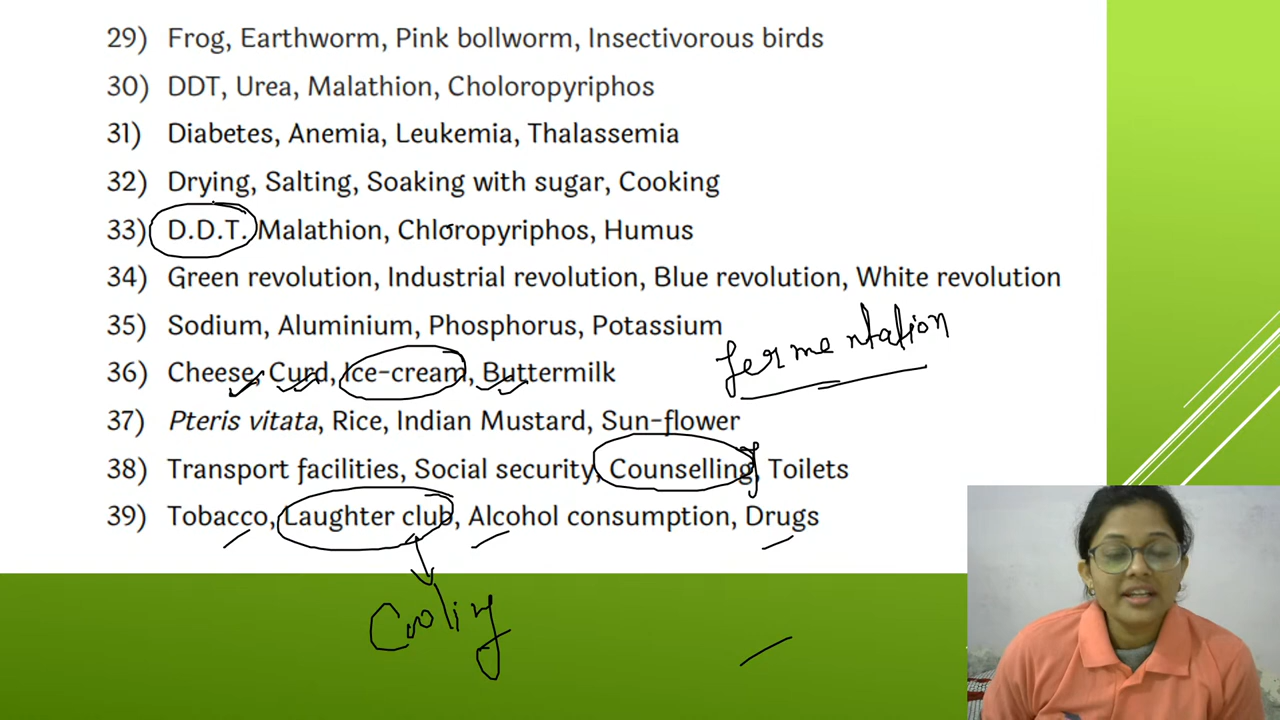 29) Frog, Earthworm, Pink bollworm, Insectivorous birds
30) DDT, Urea, Malathion, Choloropyriphos
31) Diabetes, Anemia, Leukemia, Thalassemia
32) Drying, Salting, Soaking with sugar, Cooking
33) D.D.T. Malathion, Chloropyriphos, Humus
34) Green revolution, Industrial revolution, Blue revolution, White revolution
35) Sodium, Aluminium, Phosphorus, Potassium
fermentation
36) Cheese, Curd, Ice-cream, Buttermilk
37) Pteris vitata, Rice, Indian Mustard, Sun-flower
38) Transport facilities, Social security, Counselling, Toilets
39) Tobacco, Laughter club, Alcohol consumption, Drugs
Cooling